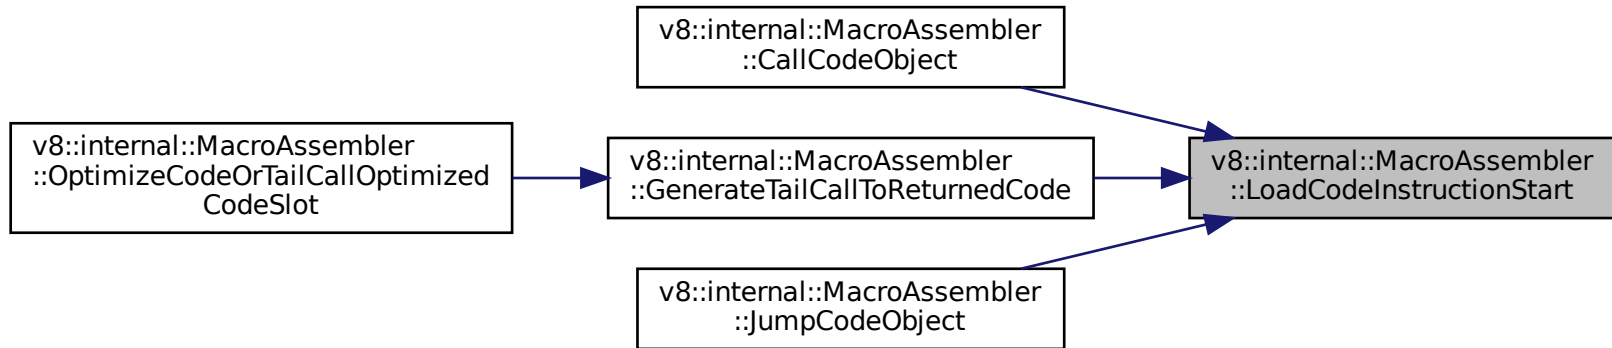 v8::internal::MacroAssembler
::CallCodeObject
v8::internal::MacroAssembler
::OptimizeCodeOrTailCallOptimized
CodeSlot
v8::internal::MacroAssembler
::GenerateTailCallToReturnedCode
v8::internal::MacroAssembler
::LoadCodeInstructionStart
v8::internal::MacroAssembler
::JumpCodeObject